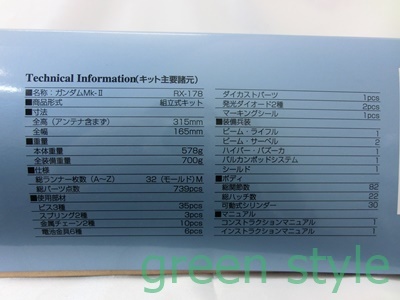 Technical Information(キット主要諸元)
■名称:ガンダムMk-Ⅱ RX-178
■商品形式 組立式キット
■寸法
全高(アンテナ含まず) 315mm
全幅 165mm
■重量
本体重量 578g
全装備重量 700g
■仕様
総ランナー枚数(A~Z) 32(モールド)M
総パーツ点数 739pcs
■使用部材
ビス3種 35pcs
スプリング2種 3pcs
金属チェーン2種 10pcs
電池金具6種 6pcs
ダイカストパーツ 1pcs
発光ダイオード2種 2pcs
マーキングシール 1pcs
■装備兵装
ビーム・ライフル 1
ビーム・サーベル 2
ハイパー・バズーカ 1
バルカンポッドシステム 1
シールド 1
■ボディ
総関節数 82
総ハッチ数 22
可動式シリンダー 30
■マニュアル
コンストラクションマニュアル 1
インストラクションマニュアル 1
green style